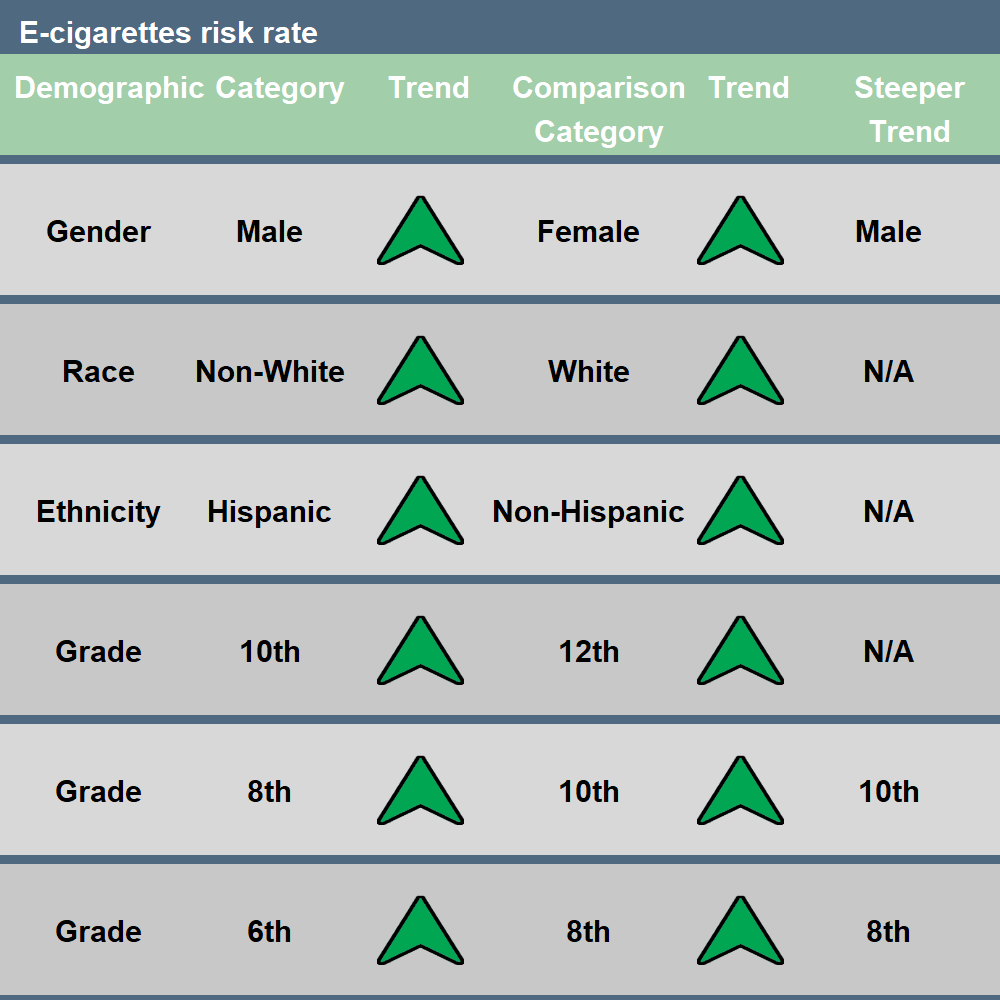 E-cigarettes risk rate
Demographic Category Trend Comparison Category Trend Steeper Trend
Gender Male Female Male
Race Non-White White N/A
Ethnicity Hispanic Non-Hispanic N/A
Grade 10th 12th N/A
Grade 8th 10th 10th
Grade 6th 8th 8th